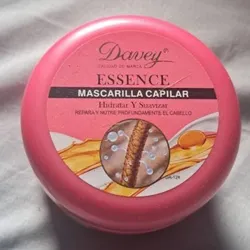 Davey
ESSENCE
MASCARILLA CAPILAR
Hidratar Y Suavizar
REPARA Y NUTRE PROFUNDAMENTE EL CABELLO